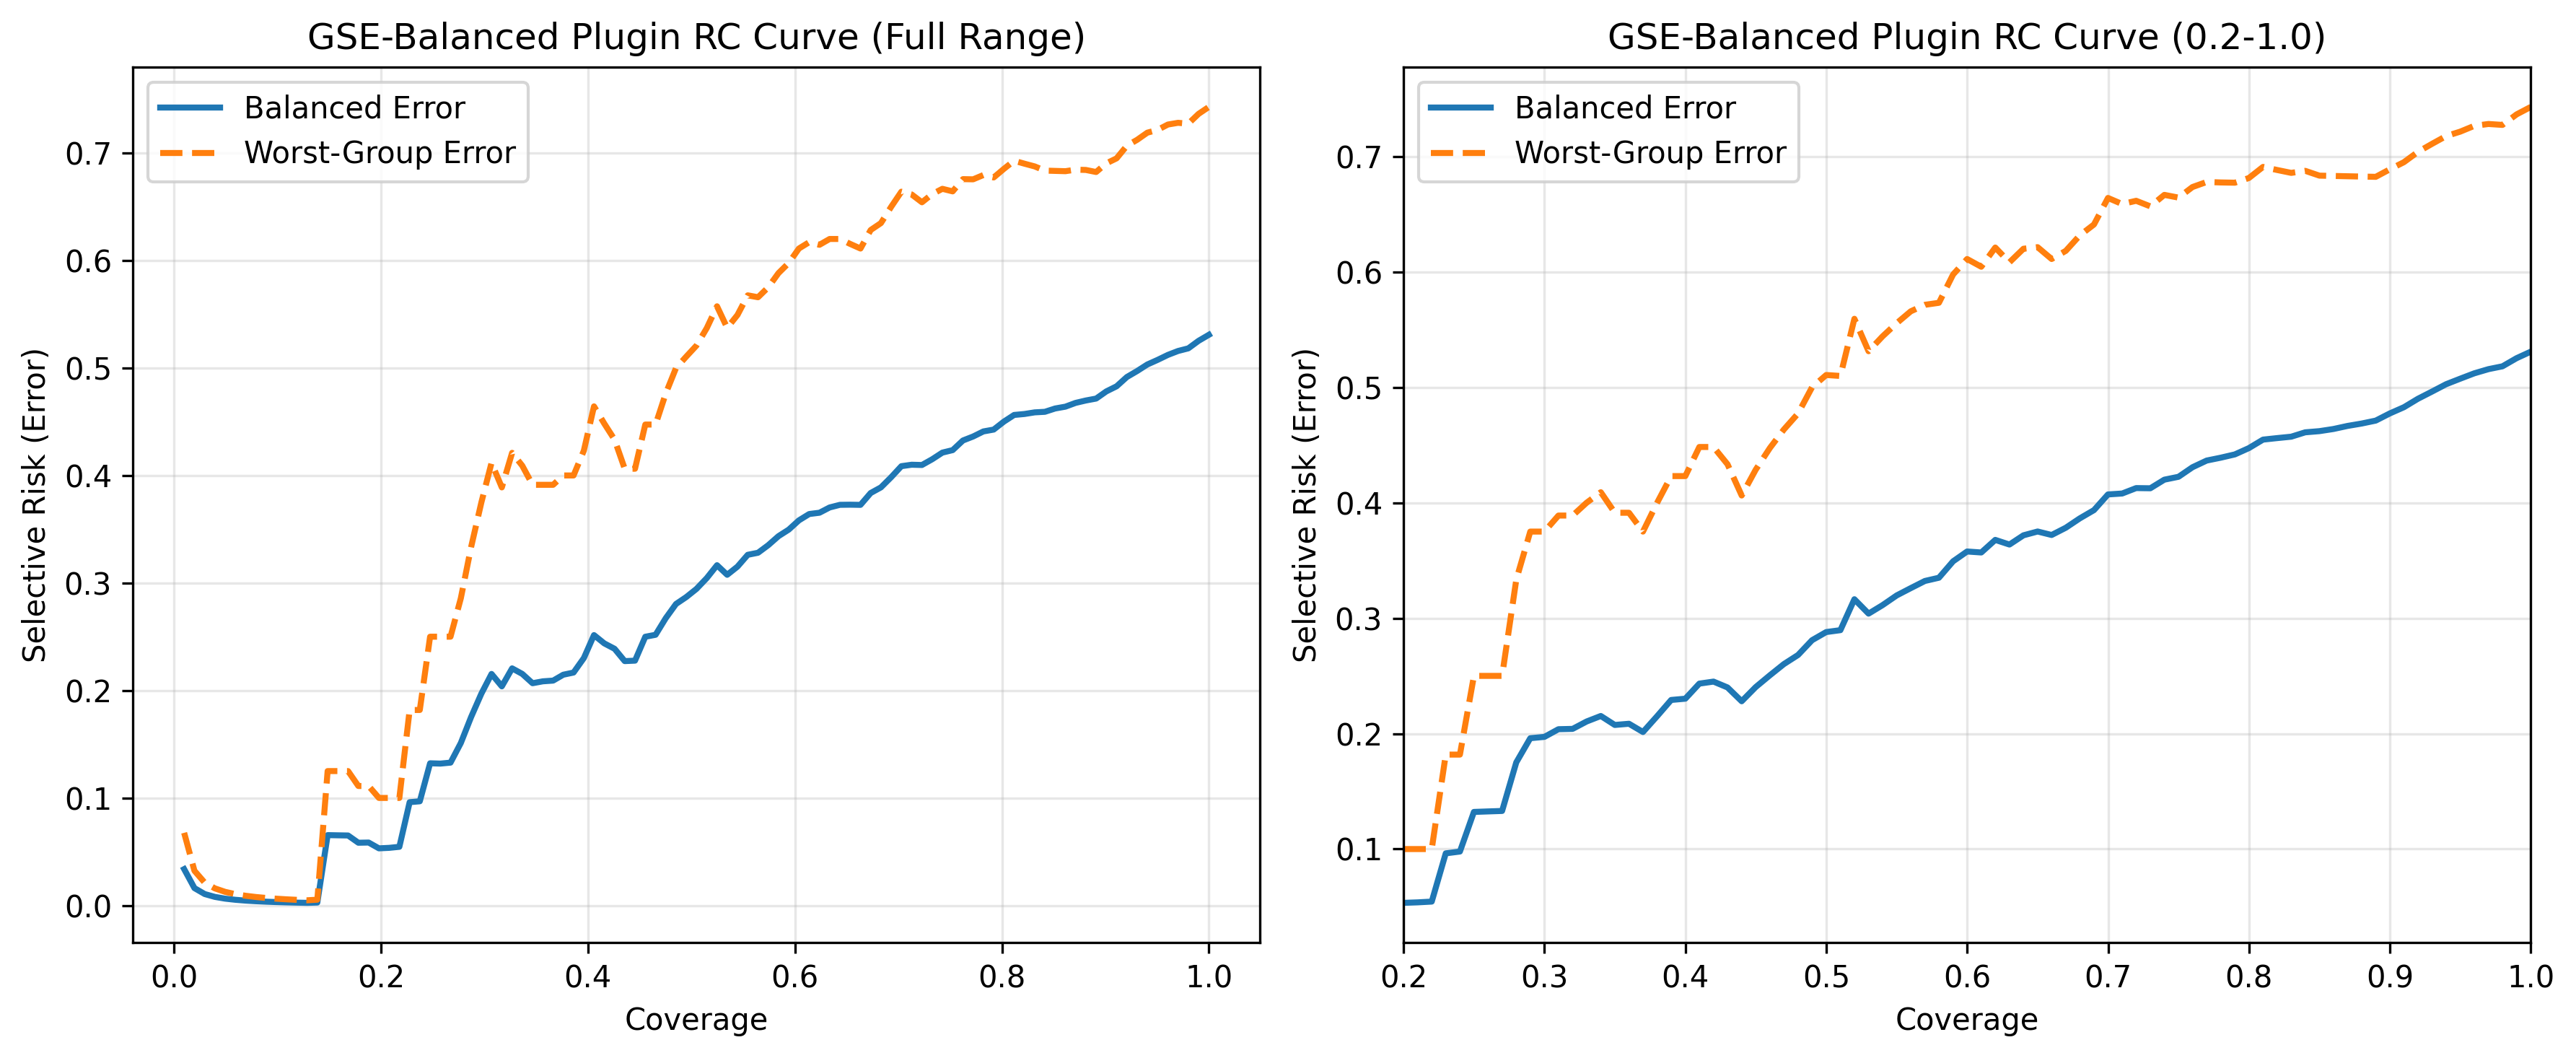 GSE-Balanced Plugin RC Curve (Full Range)
Balanced Error
Worst-Group Error
Selective Risk (Error)
0.7
0.6
0.5
0.4
0.3
0.2
0.1
0.0
0.0 0.2 0.4 0.6 0.8 1.0
Coverage
GSE-Balanced Plugin RC Curve (0.2-1.0)
Balanced Error
Worst-Group Error
Selective Risk (Error)
0.7
0.6
0.5
0.4
0.3
0.2
0.1
0.2 0.3 0.4 0.5 0.6 0.7 0.8 0.9 1.0
Coverage